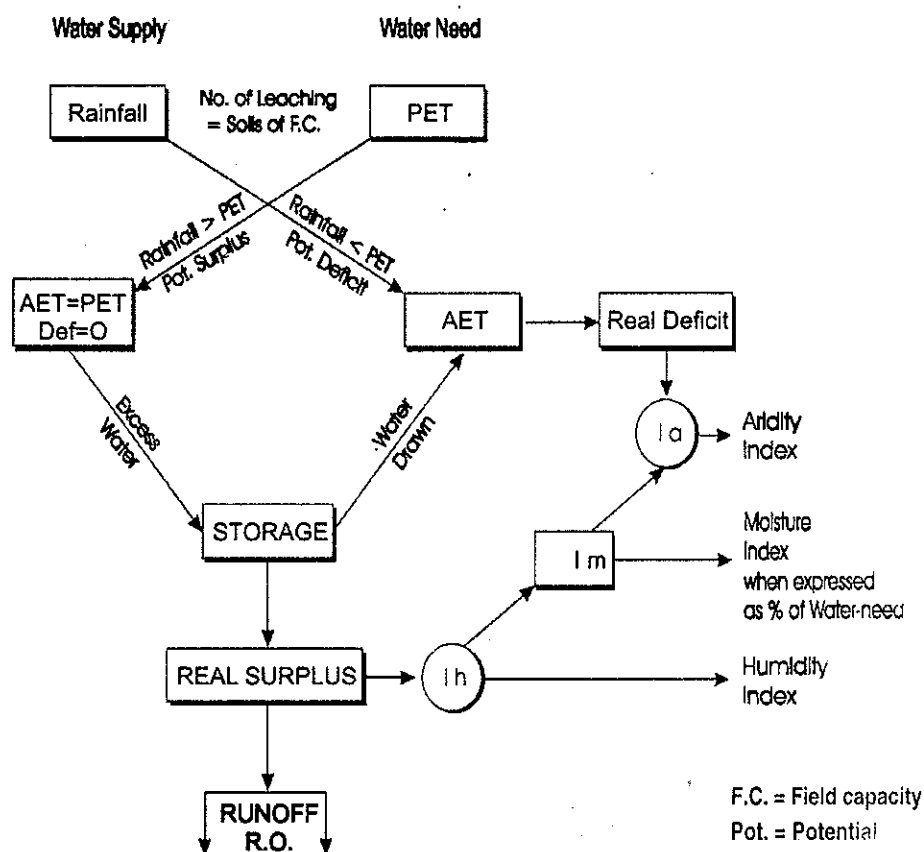 Water Supply
Water Need
Rainfall
No. of Leaching
= Soils of F.C.
PET
Rainfall > PET
Pot. Surplus
Rainfall < PET
Pot. Deficit
AET=PET
Def=O
AET
Real Deficit
Excess
Water
Water
Drawn
I a
Aridity
Index
STORAGE
I m
Moisture
Index
when expressed
as % of Water-need
REAL SURPLUS
I h
Humidity
Index
RUNOFF
R.O.
F.C. = Field capacity
Pot. = Potential